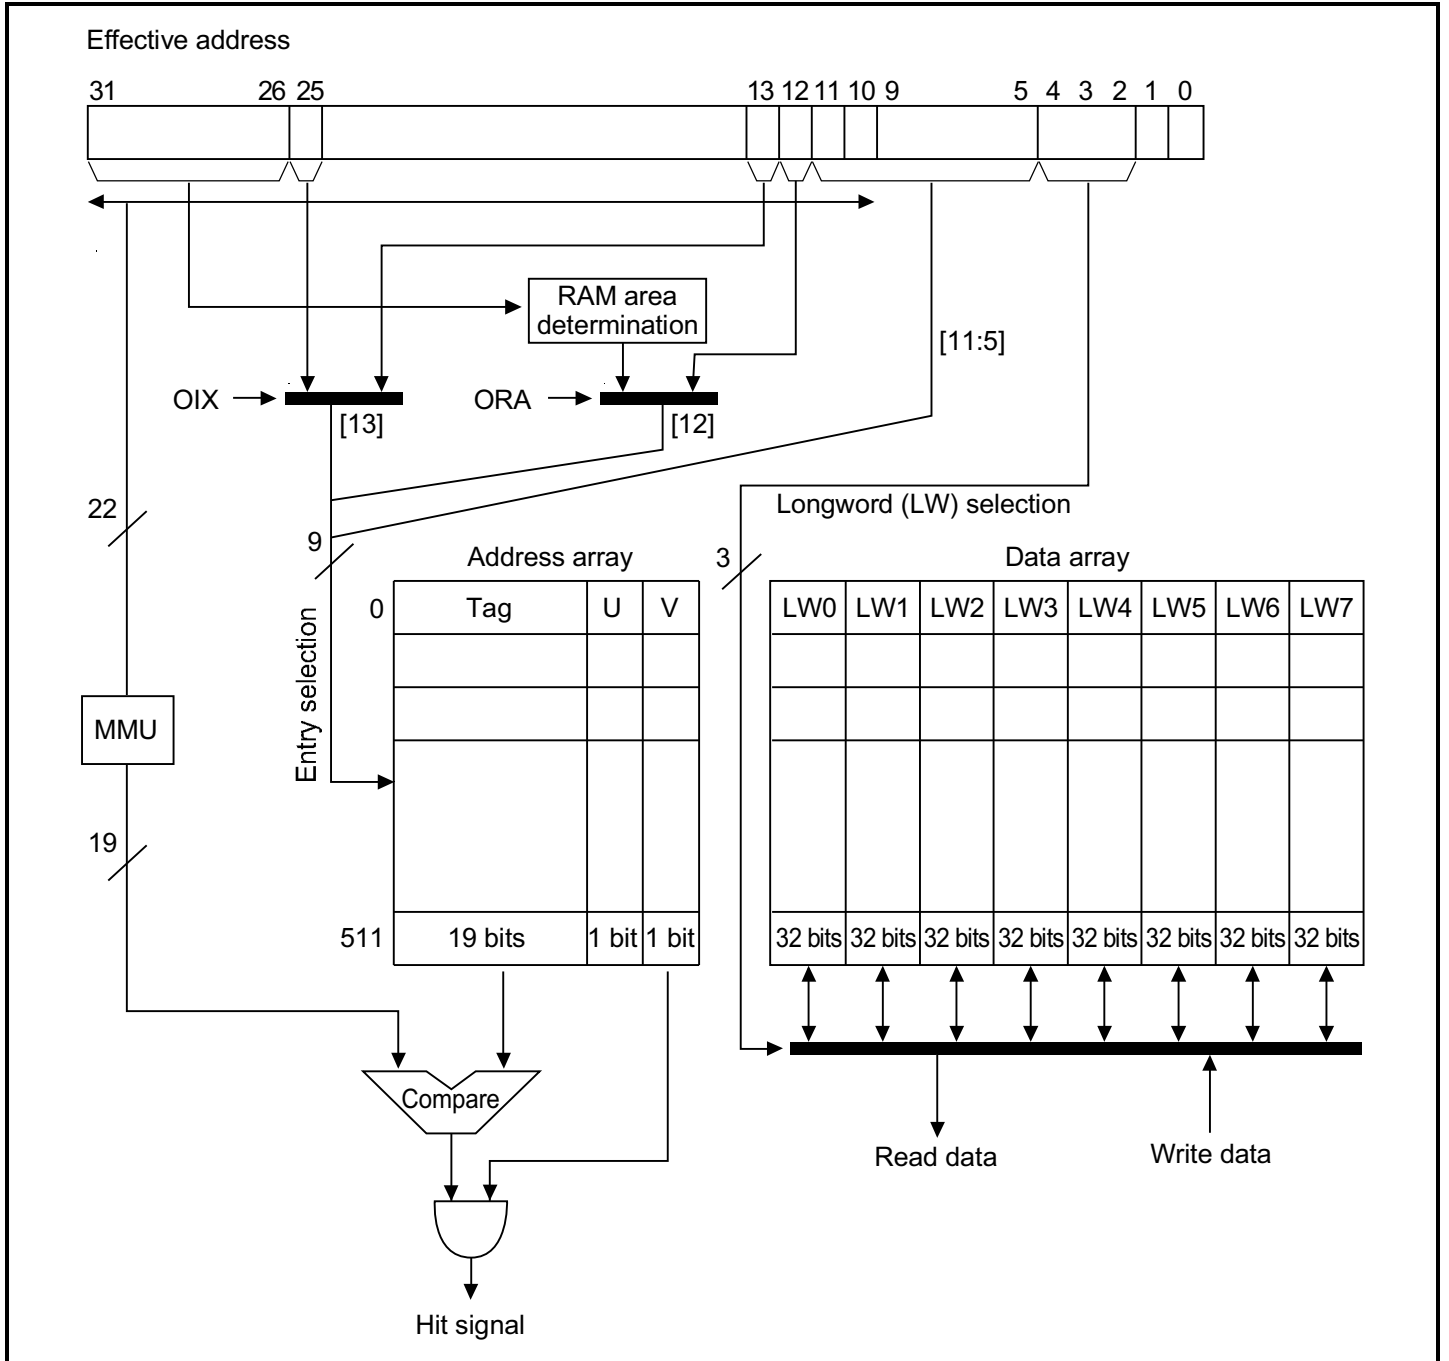 Effective address
31 26 25 13 12 11 10 9 5 4 3 2 1 0
RAM area
determination
[11:5]
OIX
ORA
[13]
[12]
22
Longword (LW) selection
9
3
Address array
Data array
Entry selection
0 Tag U V
LW0 LW1 LW2 LW3 LW4 LW5 LW6 LW7
MMU
19
511 19 bits 1 bit 1 bit
32 bits 32 bits 32 bits 32 bits 32 bits 32 bits 32 bits 32 bits
Compare
Read data
Write data
Hit signal